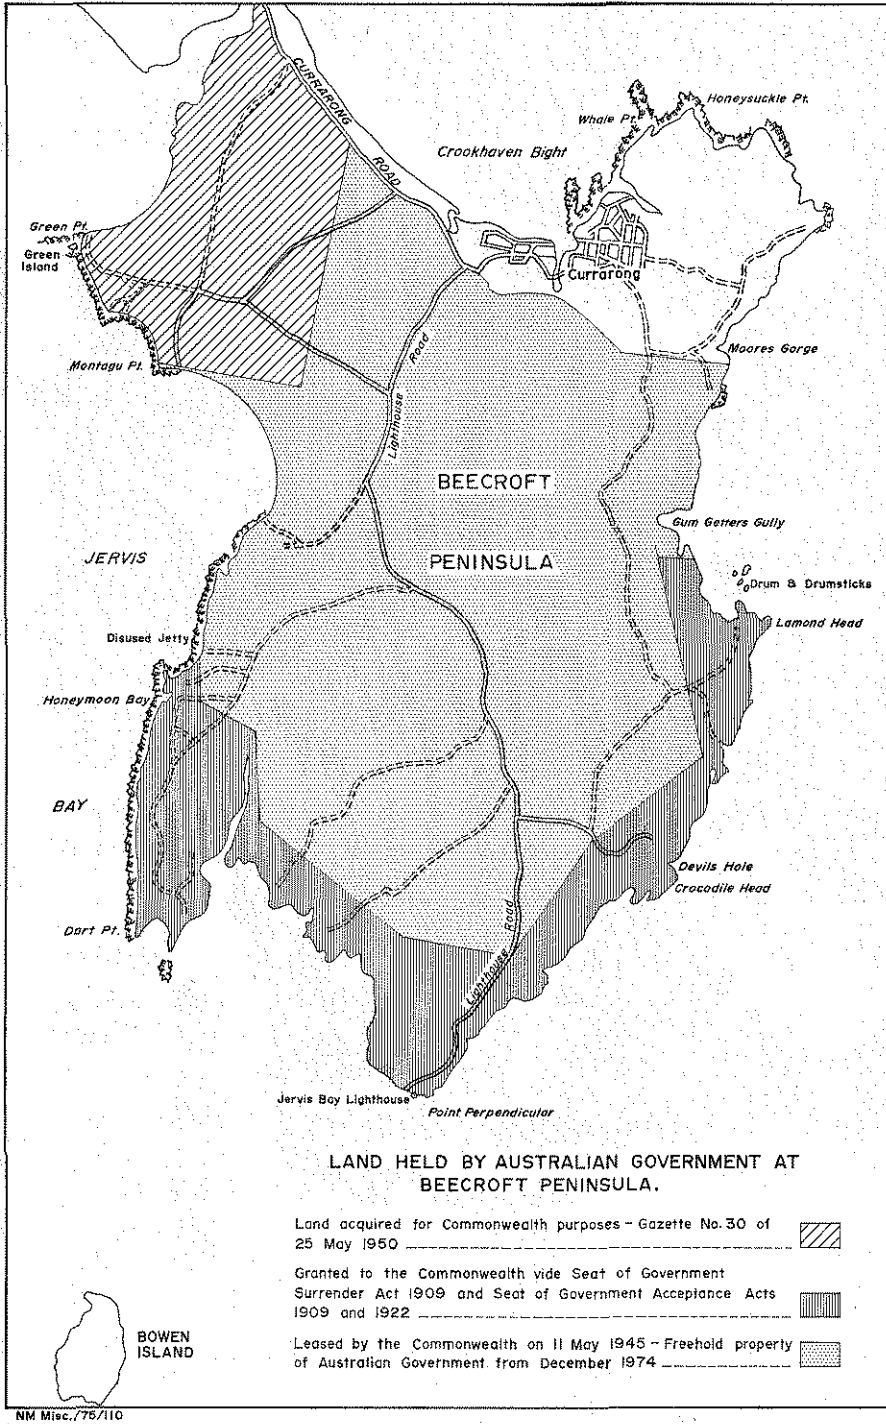 CURRARONG
ROAD
Crookhaven Bight
Whale Pt.
Honeysuckle Pt.
Green Pt.
Green
Island
Currarong
Montagu Pt.
Moores Gorge
Lighthouse
Road
BEECROFT
PENINSULA
Gum Getters Gully
JERVIS
Drum & Drumsticks
Lamond Head
Disused Jetty
Honeymoon Bay
BAY
Devils Hole
Crocodile Head
Dart Pt.
Lighthouse
Road
Jervis Bay Lighthouse
Point Perpendicular
LAND HELD BY AUSTRALIAN GOVERNMENT AT
BEECROFT PENINSULA.
Land acquired for Commonwealth purposes - Gazette No. 30 of
25 May 1950
Granted to the Commonwealth vide Seat of Government
Surrender Act 1909 and Seat of Government Acceptance Acts
1909 and 1922
Leased by the Commonwealth on 11 May 1945 - Freehold property
of Australian Government from December 1974
BOWEN
ISLAND
NM Misc./75/110